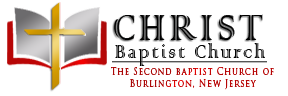 CHRIST
Baptist Church
THE SECOND BAPTIST CHURCH OF
BURLINGTON, NEW JERSEY